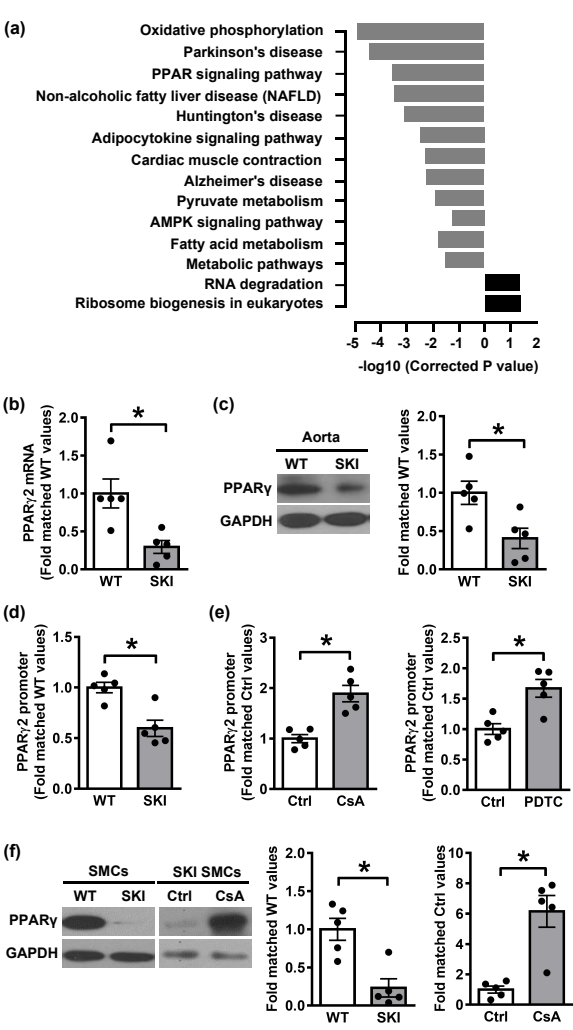 (a)
Oxidative phosphorylation
Parkinson's disease
PPAR signaling pathway
Non-alcoholic fatty liver disease (NAFLD)
Huntington's disease
Adipocytokine signaling pathway
Cardiac muscle contraction
Alzheimer's disease
Pyruvate metabolism
AMPK signaling pathway
Fatty acid metabolism
Metabolic pathways
RNA degradation
Ribosome biogenesis in eukaryotes
-5 -4 -3 -2 -1 0 1 2
-log10 (Corrected P value)
(b)
PPARγ2 mRNA
(Fold matched WT values)
2.0
1.5
1.0
0.5
0.0
*
WT SKI
(c)
Aorta
WT SKI
PPARγ
GAPDH
Fold matched WT values
2.0
1.5
1.0
0.5
0.0
*
WT SKI
(d)
PPARγ2 promoter
(Fold matched WT values)
1.5
1.0
0.5
0.0
*
WT SKI
(e)
PPARγ2 promoter
(Fold matched Ctrl values)
3
2
1
0
*
Ctrl CsA
PPARγ2 promoter
(Fold matched Ctrl values)
2.5
2.0
1.5
1.0
0.5
0.0
*
Ctrl PDTC
(f)
SMCs SKI SMCs
WT SKI Ctrl CsA
PPARγ
GAPDH
Fold matched WT values
2.0
1.5
1.0
0.5
0.0
*
WT SKI
Fold matched Ctrl values
10
8
6
4
2
0
*
Ctrl CsA